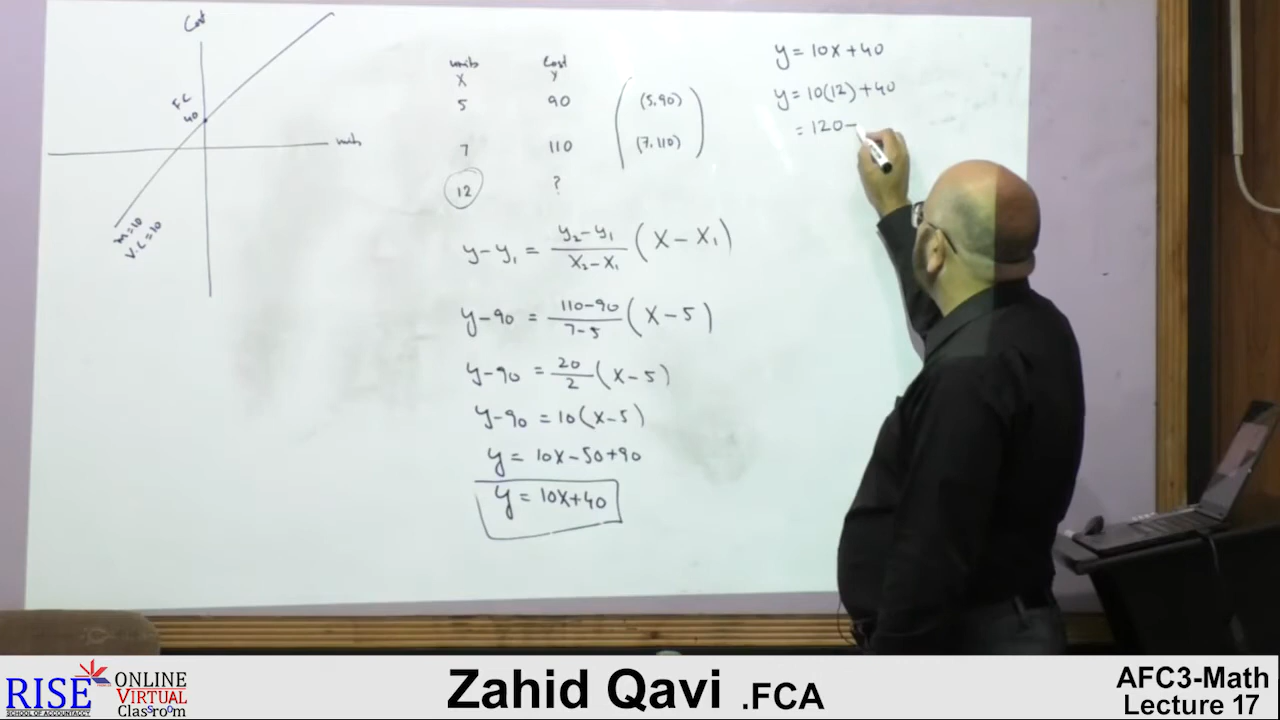 Cost
F.C
40
units
m=10
V.C=10
units Cost
X Y
5 90 (5,90)
7 110 (7,110)
12 ?
y-y₁ = y₂-y₁/x₂-x₁ (x-x₁)
y-90 = 110-90/7-5 (x-5)
y-90 = 20/2 (x-5)
y-90 = 10(x-5)
y = 10x-50+90
y = 10x+40
y = 10x+40
y = 10(12)+40
= 120-
RISE
SCHOOL OF ACCOUNTANCY
ONLINE
VIRTUAL
Classroom
Zahid Qavi .FCA
AFC3-Math
Lecture 17